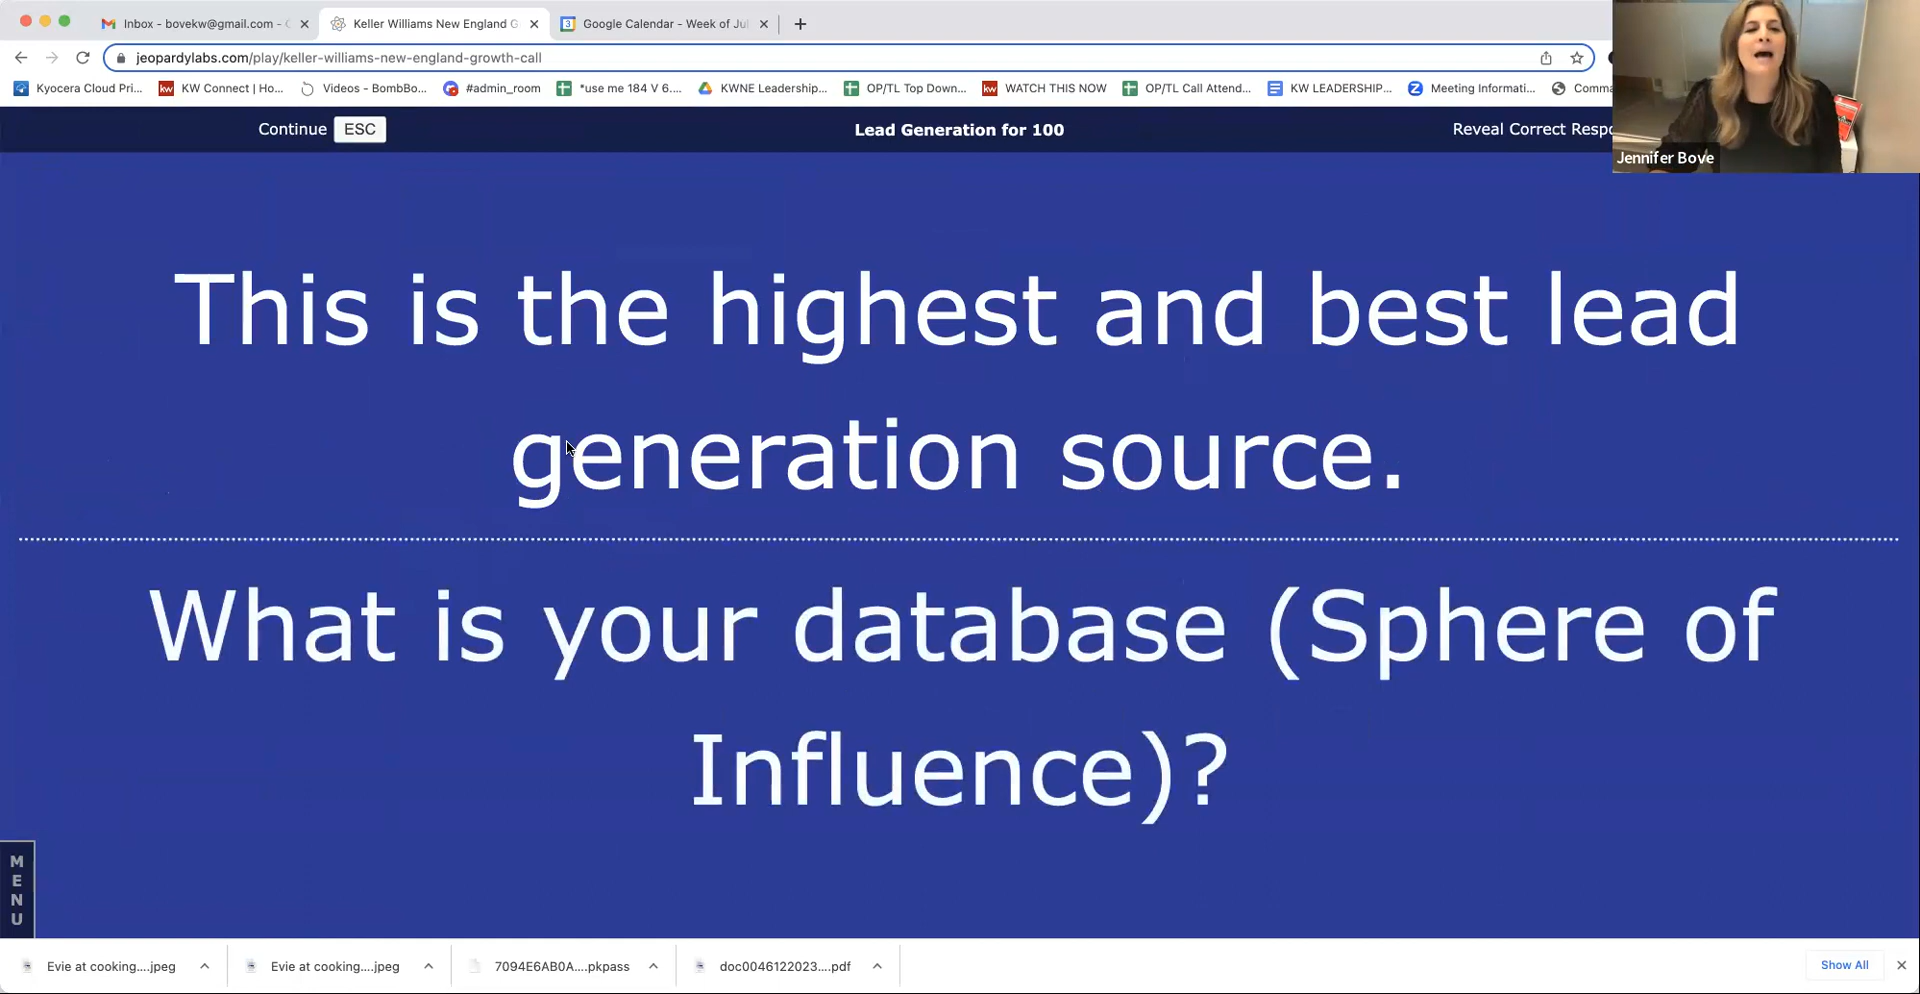 Inbox - bovekw@gmail.com -
Keller Williams New England G
Google Calendar - Week of Jul
jeopardylabs.com/play/keller-williams-new-england-growth-call
Kyocera Cloud Pri...
kw
KW Connect | Ho...
Videos - BombBo...
#admin_room
*use me 184 V 6....
KWNE Leadership...
OP/TL Top Down...
kw
WATCH THIS NOW
OP/TL Call Attend...
KW LEADERSHIP...
Meeting Informati...
Comma
Continue ESC
Lead Generation for 100
Reveal Correct Respo
Jennifer Bove
This is the highest and best lead
generation source.
What is your database (Sphere of
Influence)?
MENU
Evie at cooking....jpeg
Evie at cooking....jpeg
7094E6AB0A....pkpass
doc0046122023....pdf
Show All